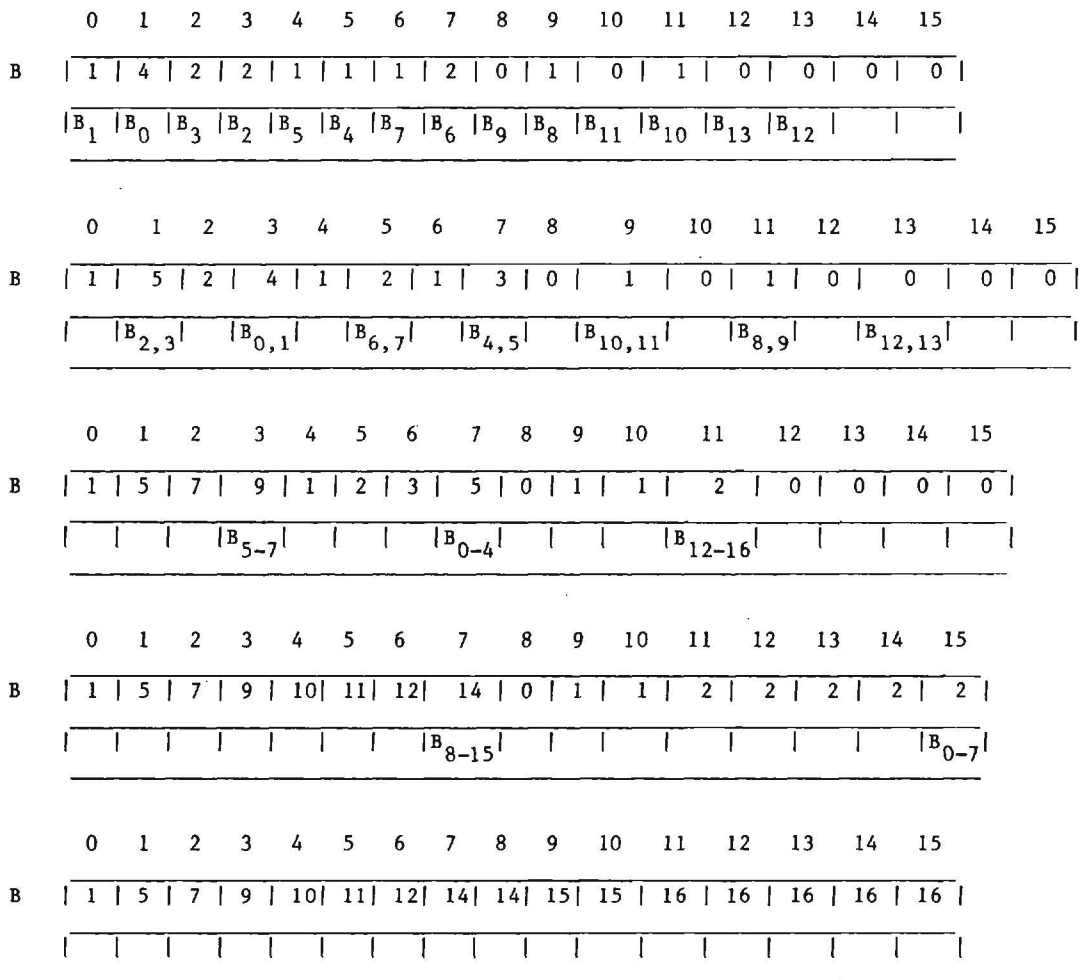 0 1 2 3 4 5 6 7 8 9 10 11 12 13 14 15
B | 1 | 4 | 2 | 2 | 1 | 1 | 1 | 2 | 0 | 1 | 0 | 1 | 0 | 0 | 0 | 0 |
|B1 |B0 |B3 |B2 |B5 |B4 |B7 |B6 |B9 |B8 |B11 |B10 |B13 |B12 | | |
0 1 2 3 4 5 6 7 8 9 10 11 12 13 14 15
B | 1 | 5 | 2 | 4 | 1 | 2 | 1 | 3 | 0 | 1 | 0 | 1 | 0 | 0 | 0 | 0 |
| |B2,3| |B0,1| |B6,7| |B4,5| |B10,11| |B8,9| |B12,13| | |
0 1 2 3 4 5 6 7 8 9 10 11 12 13 14 15
B | 1 | 5 | 7 | 9 | 1 | 2 | 3 | 5 | 0 | 1 | 1 | 2 | 0 | 0 | 0 | 0 |
| | | |B5-7| | | |B0-4| | | |B12-16| | | | |
0 1 2 3 4 5 6 7 8 9 10 11 12 13 14 15
B | 1 | 5 | 7 | 9 | 10| 11| 12| 14 | 0 | 1 | 1 | 2 | 2 | 2 | 2 | 2 |
| | | | | | | |B8-15| | | | | | | |B0-7|
0 1 2 3 4 5 6 7 8 9 10 11 12 13 14 15
B | 1 | 5 | 7 | 9 | 10| 11| 12| 14| 14| 15| 15 | 16 | 16 | 16 | 16 | 16 |
| | | | | | | | | | | | | | | | |